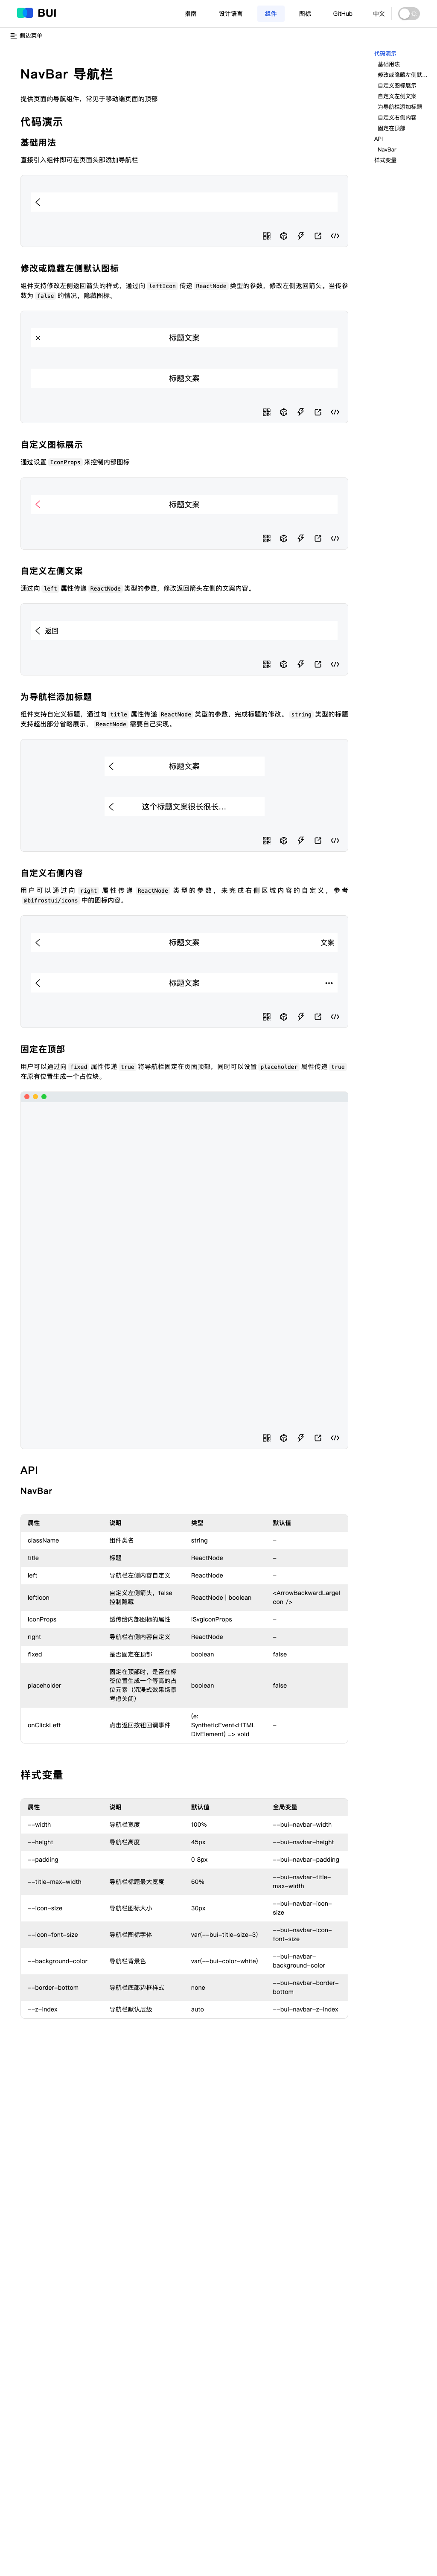 BUI
指南 设计语言 组件 图标 GitHub 中文
侧边菜单
代码演示
基础用法
修改或隐藏左侧默...
自定义图标展示
自定义左侧文案
为导航栏添加标题
自定义右侧内容
固定在顶部
API
NavBar
样式变量
NavBar 导航栏
提供页面的导航组件，常见于移动端页面的顶部
代码演示
基础用法
直接引入组件即可在页面头部添加导航栏
修改或隐藏左侧默认图标
组件支持修改左侧返回箭头的样式，通过向 leftIcon 传递 ReactNode 类型的参数，修改左侧返回箭头。当传参
数为 false 的情况，隐藏图标。
标题文案
标题文案
自定义图标展示
通过设置 IconProps 来控制内部图标
标题文案
自定义左侧文案
通过向 left 属性传递 ReactNode 类型的参数，修改返回箭头左侧的文案内容。
返回
为导航栏添加标题
组件支持自定义标题，通过向 title 属性传递 ReactNode 类型的参数，完成标题的修改。 string 类型的标题
支持超出部分省略展示， ReactNode 需要自己实现。
标题文案
这个标题文案很长很长...
自定义右侧内容
用户可以通过向 right 属性传递 ReactNode 类型的参数，来完成右侧区域内容的自定义，参考
@bifrostui/icons 中的图标内容。
标题文案 文案
标题文案
固定在顶部
用户可以通过向 fixed 属性传递 true 将导航栏固定在页面顶部，同时可以设置 placeholder 属性传递 true
在原有位置生成一个占位块。
API
NavBar
属性 说明 类型 默认值
className 组件类名 string -
title 标题 ReactNode -
left 导航栏左侧内容自定义 ReactNode -
leftIcon 自定义左侧箭头，false
控制隐藏 ReactNode | boolean <ArrowBackwardLargeI
con />
IconProps 透传给内部图标的属性 ISvgIconProps -
right 导航栏右侧内容自定义 ReactNode -
fixed 是否固定在顶部 boolean false
placeholder 固定在顶部时，是否在标
签位置生成一个等高的占
位元素（沉浸式效果场景
考虑关闭） boolean false
onClickLeft 点击返回按钮回调事件 (e:
SyntheticEvent<HTML
DivElement) => void -
样式变量
属性 说明 默认值 全局变量
--width 导航栏宽度 100% --bui-navbar-width
--height 导航栏高度 45px --bui-navbar-height
--padding 0 8px --bui-navbar-padding
--title-max-width 导航栏标题最大宽度 60% --bui-navbar-title-
max-width
--icon-size 导航栏图标大小 30px --bui-navbar-icon-
size
--icon-font-size 导航栏图标字体 var(--bui-title-size-3) --bui-navbar-icon-
font-size
--background-color 导航栏背景色 var(--bui-color-white) --bui-navbar-
background-color
--border-bottom 导航栏底部边框样式 none --bui-navbar-border-
bottom
--z-index 导航栏默认层级 auto --bui-navbar-z-index